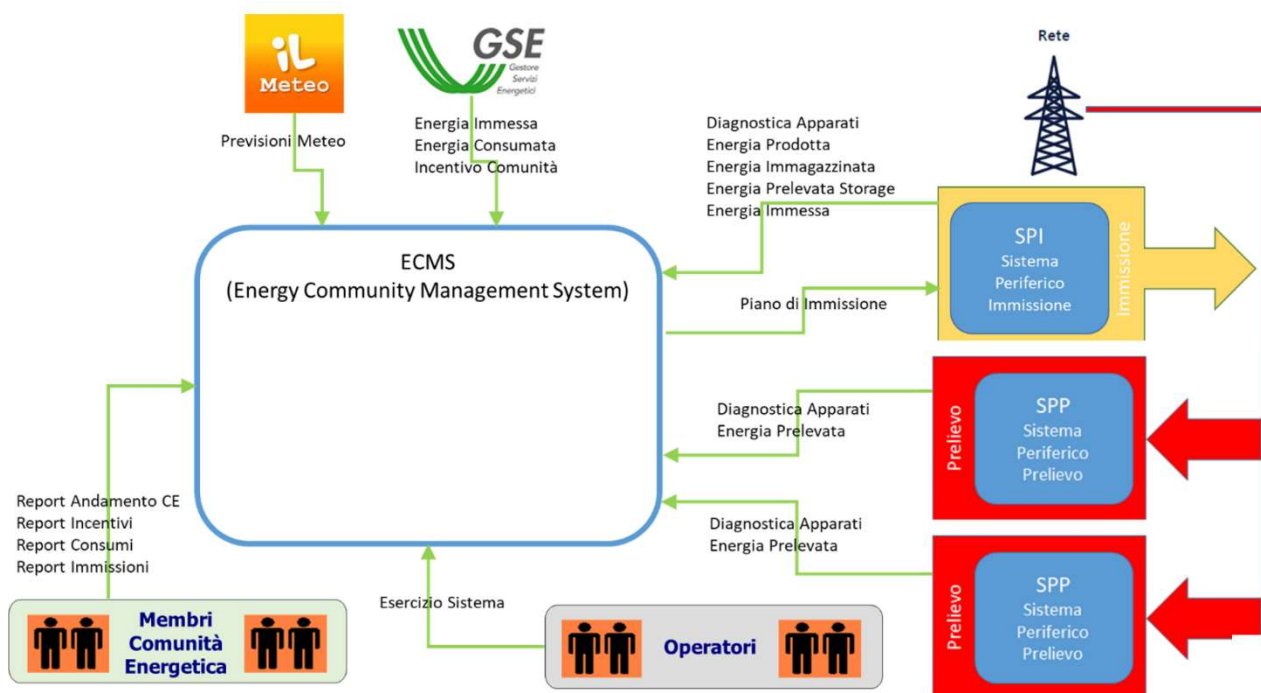 iL
Meteo
GSE
Gestore
Servizi
Energetici
Rete
Previsioni Meteo
Energia Immessa
Energia Consumata
Incentivo Comunità
Diagnostica Apparati
Energia Prodotta
Energia Immagazzinata
Energia Prelevata Storage
Energia Immessa
ECMS
(Energy Community Management System)
SPI
Sistema
Periferico
Immissione
Immissione
Piano di Immissione
Diagnostica Apparati
Energia Prelevata
Prelievo
SPP
Sistema
Periferico
Prelievo
Report Andamento CE
Report Incentivi
Report Consumi
Report Immissioni
Diagnostica Apparati
Energia Prelevata
Prelievo
SPP
Sistema
Periferico
Prelievo
Membri
Comunità
Energetica
Esercizio Sistema
Operatori